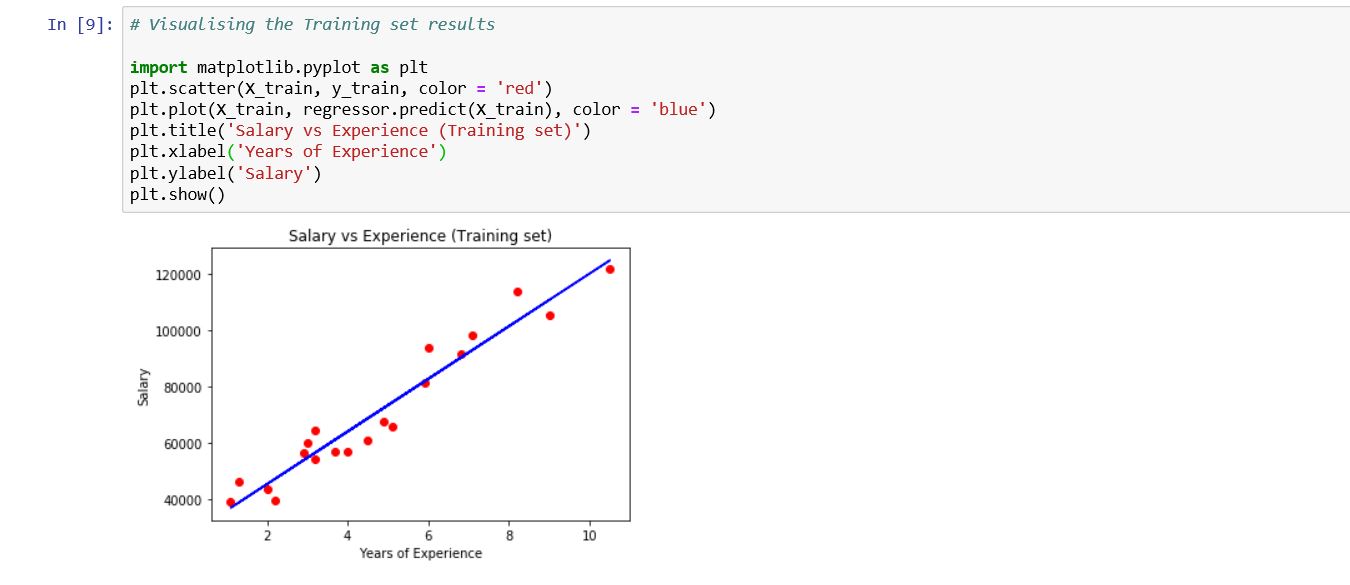 In [9]: # Visualising the Training set results
import matplotlib.pyplot as plt
plt.scatter(X_train, y_train, color = 'red')
plt.plot(X_train, regressor.predict(X_train), color = 'blue')
plt.title('Salary vs Experience (Training set)')
plt.xlabel('Years of Experience')
plt.ylabel('Salary')
plt.show()
Salary vs Experience (Training set)
120000
100000
80000
60000
40000
Salary
2 4 6 8 10
Years of Experience